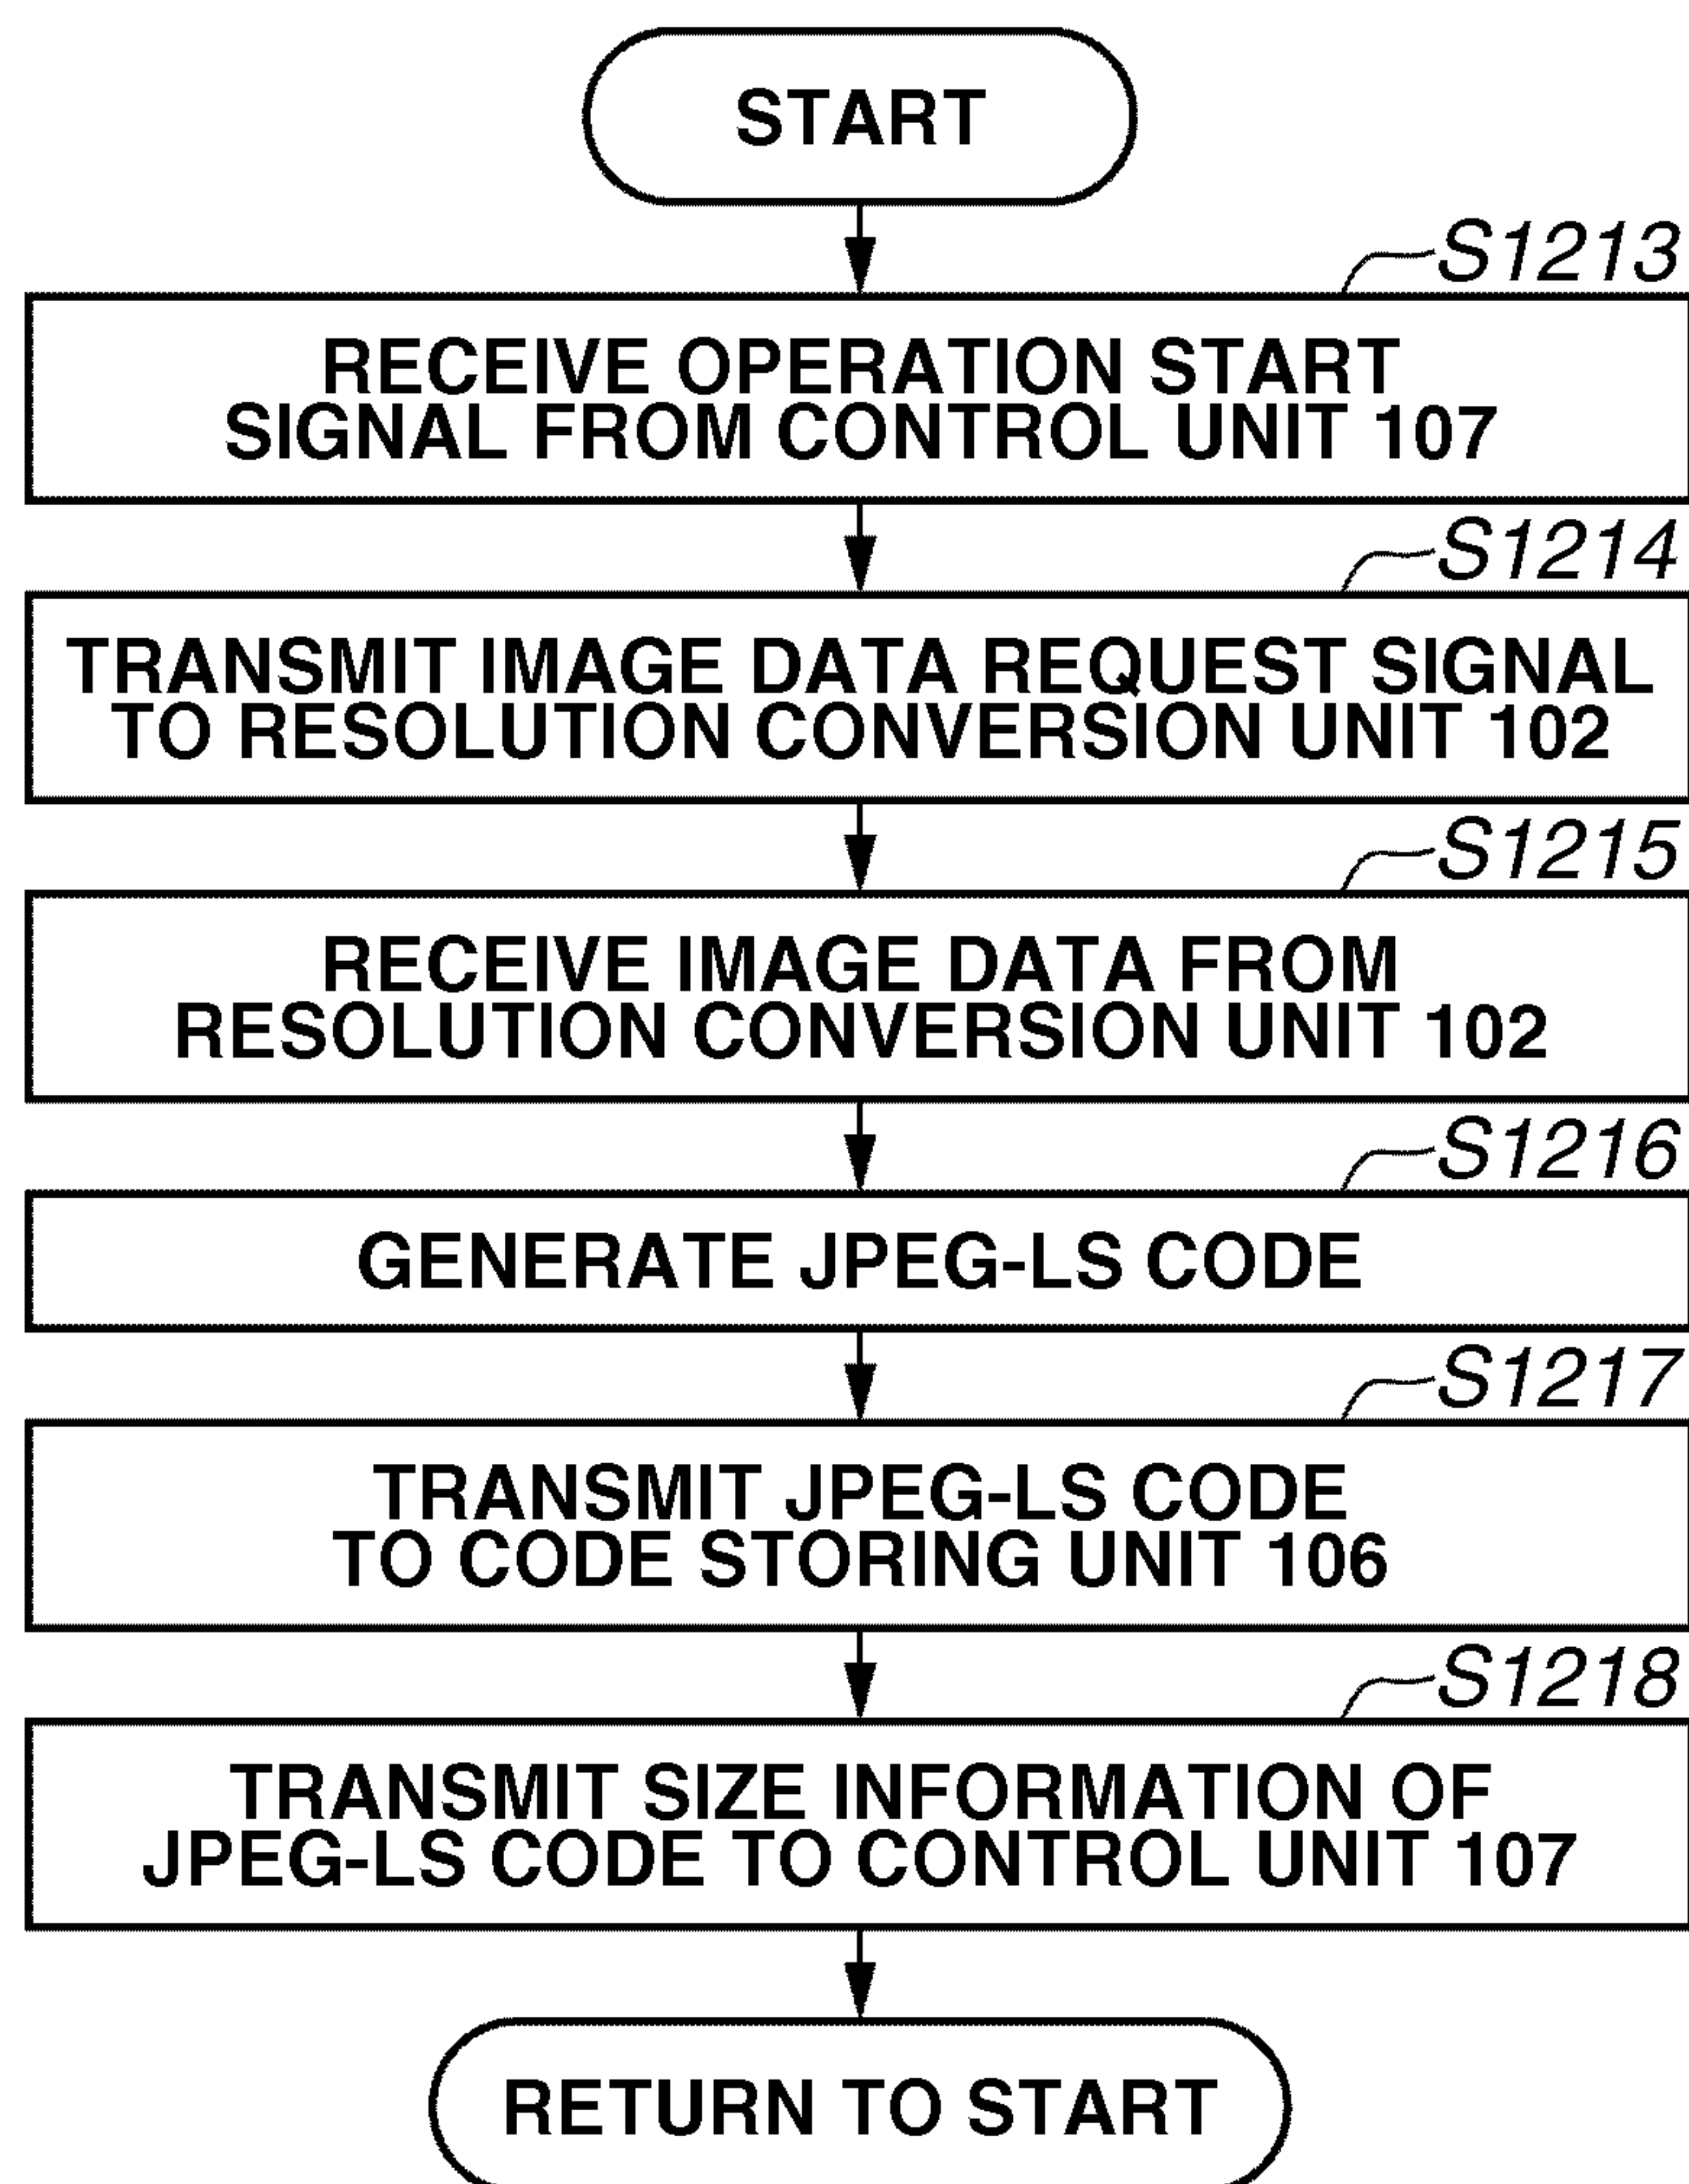 START
S1213
RECEIVE OPERATION START
SIGNAL FROM CONTROL UNIT 107
S1214
TRANSMIT IMAGE DATA REQUEST SIGNAL
TO RESOLUTION CONVERSION UNIT 102
S1215
RECEIVE IMAGE DATA FROM
RESOLUTION CONVERSION UNIT 102
S1216
GENERATE JPEG-LS CODE
S1217
TRANSMIT JPEG-LS CODE
TO CODE STORING UNIT 106
S1218
TRANSMIT SIZE INFORMATION OF
JPEG-LS CODE TO CONTROL UNIT 107
RETURN TO START